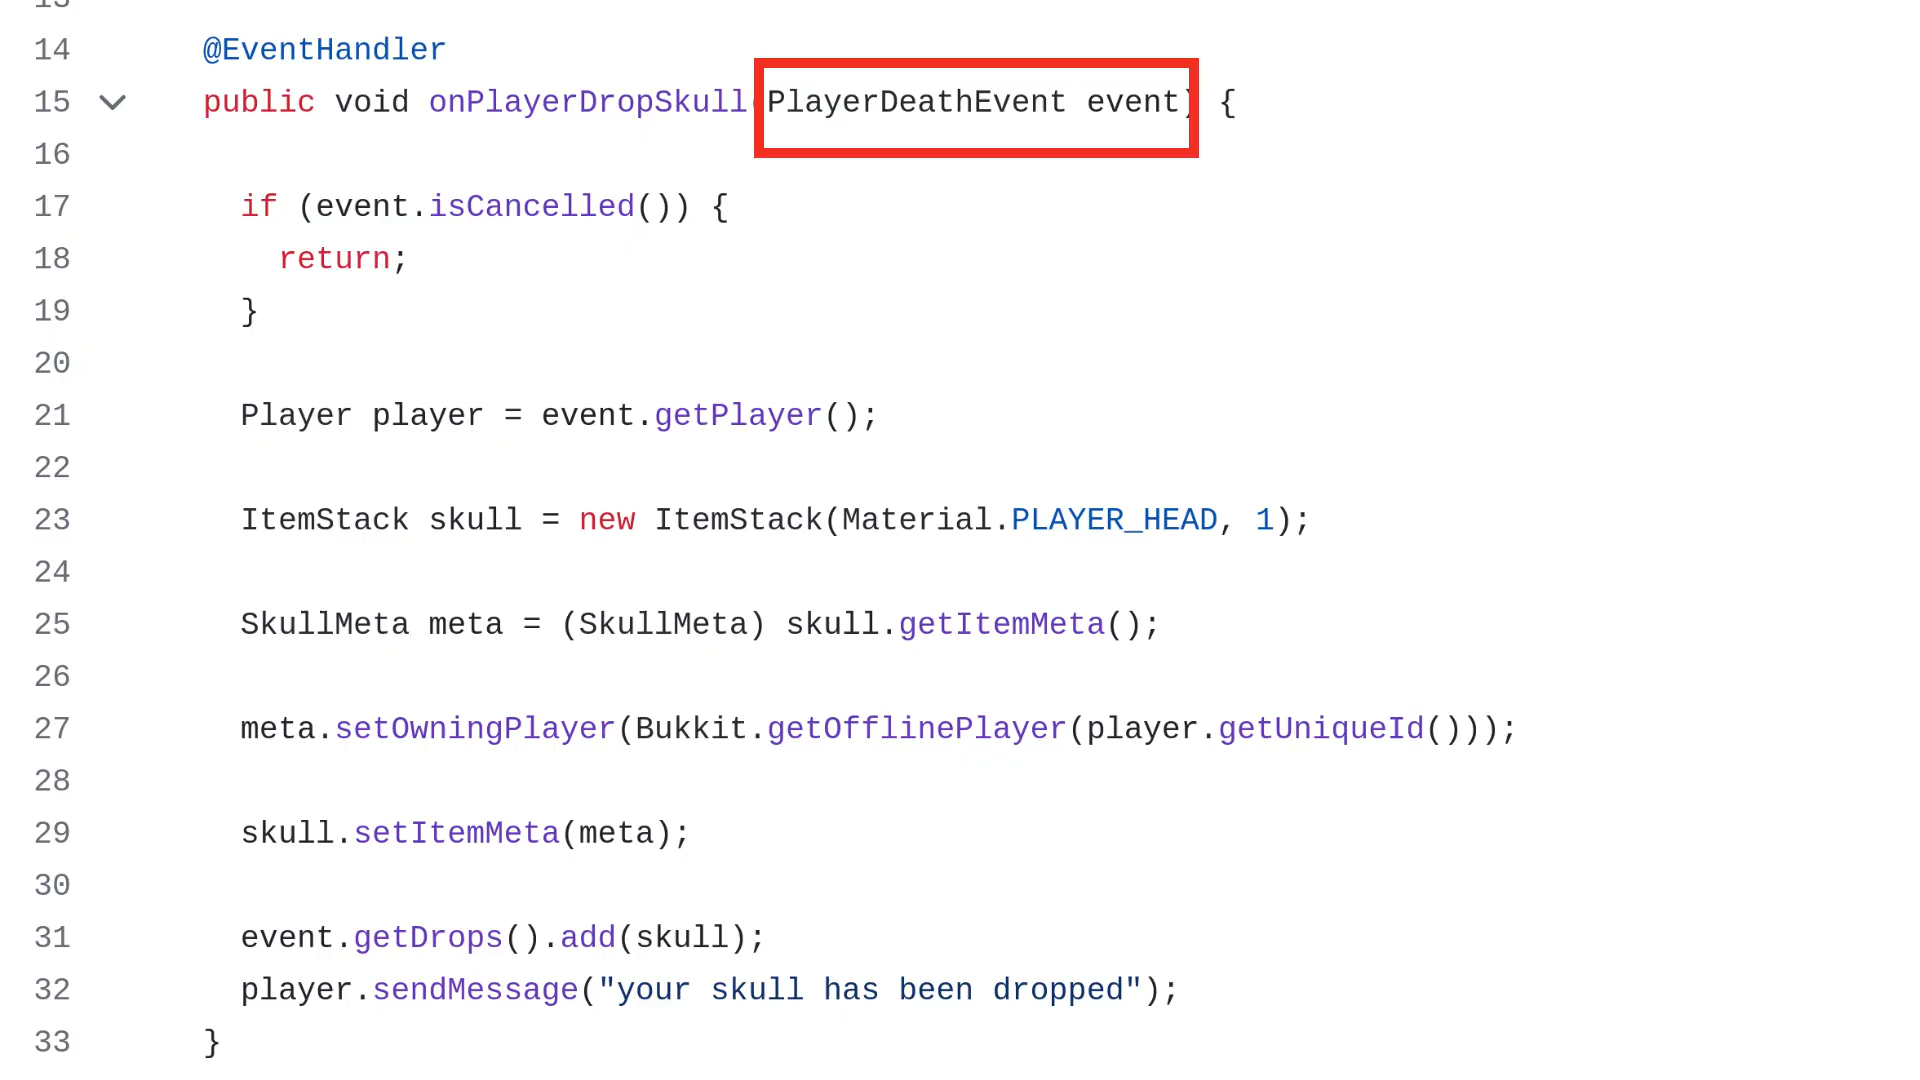 14 @EventHandler
15 public void onPlayerDropSkull(PlayerDeathEvent event) {
16
17 if (event.isCancelled()) {
18 return;
19 }
20
21 Player player = event.getPlayer();
22
23 ItemStack skull = new ItemStack(Material.PLAYER_HEAD, 1);
24
25 SkullMeta meta = (SkullMeta) skull.getItemMeta();
26
27 meta.setOwningPlayer(Bukkit.getOfflinePlayer(player.getUniqueId()));
28
29 skull.setItemMeta(meta);
30
31 event.getDrops().add(skull);
32 player.sendMessage("your skull has been dropped");
33 }